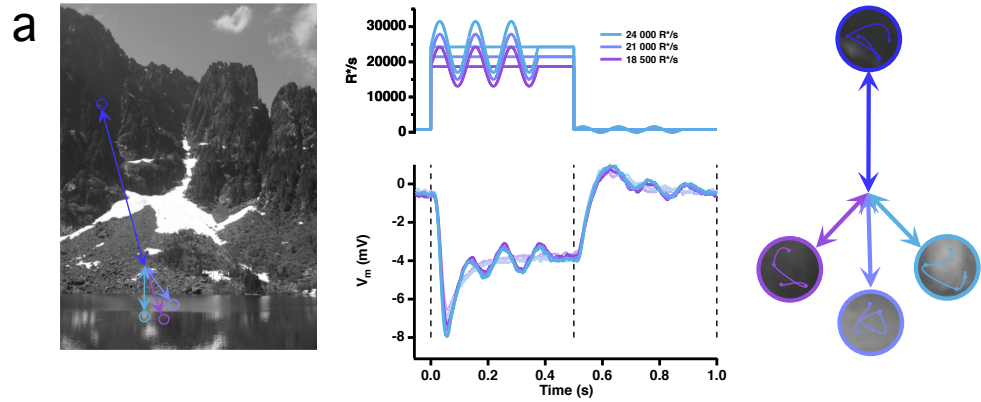 a
30000
20000
10000
0
R*/s
24 000 R*/s
21 000 R*/s
18 500 R*/s
0
-2
-4
-6
-8
Vm (mV)
0.0 0.2 0.4 0.6 0.8 1.0
Time (s)